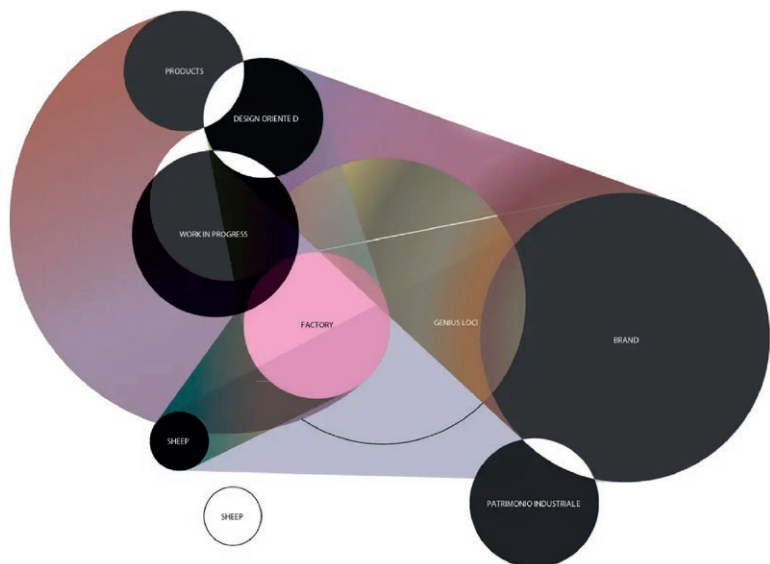 PRODUCTS
DESIGN ORIENTE D
WORK IN PROGRESS
FACTORY
GENIUS LOCI
BRAND
SHEEP
PATRIMONIO INDUSTRIALE
SHEEP